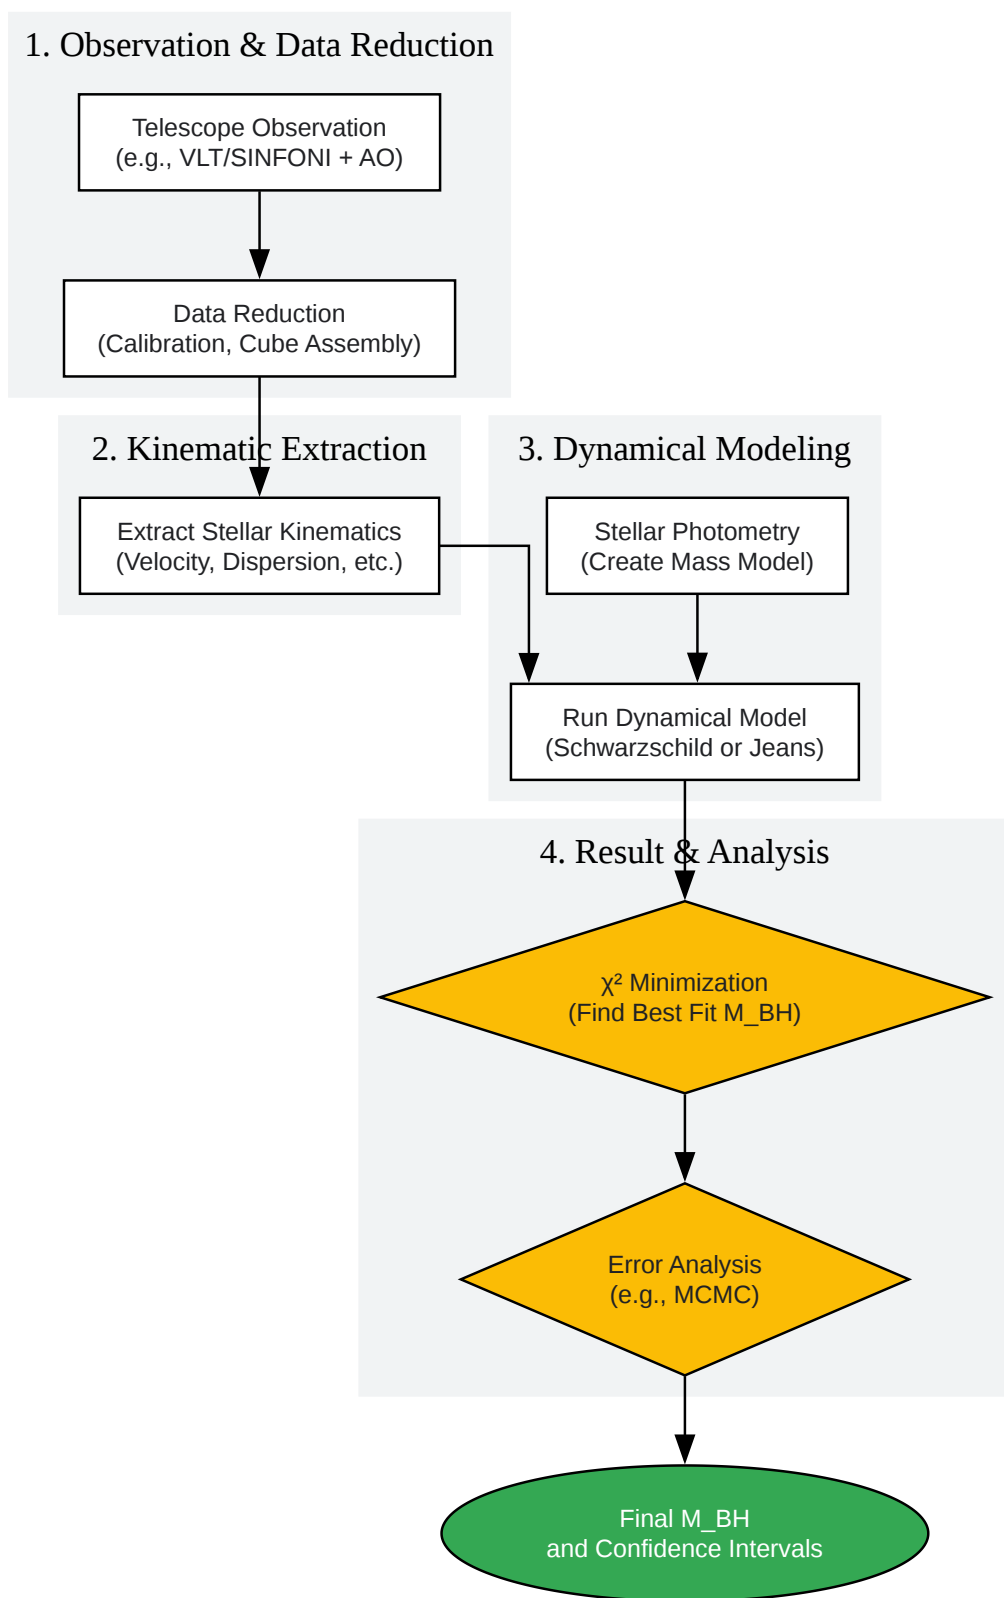 1. Observation & Data Reduction
Telescope Observation
(e.g., VLT/SINFONI + AO)
Data Reduction
(Calibration, Cube Assembly)
2. Kinematic Extraction
Extract Stellar Kinematics
(Velocity, Dispersion, etc.)
3. Dynamical Modeling
Stellar Photometry
(Create Mass Model)
Run Dynamical Model
(Schwarzschild or Jeans)
4. Result & Analysis
χ² Minimization
(Find Best Fit M_BH)
Error Analysis
(e.g., MCMC)
Final M_BH
and Confidence Intervals